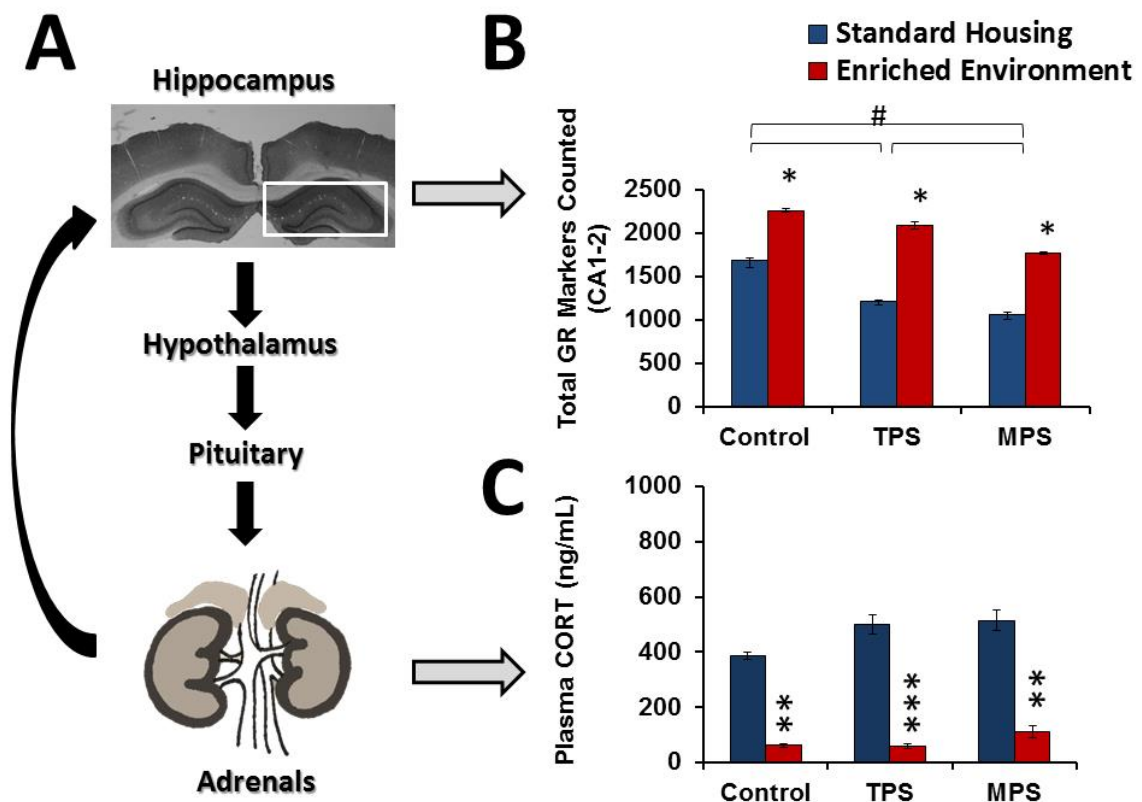 A
Hippocampus
Hypothalamus
Pituitary
Adrenals
B
Standard Housing
Enriched Environment
#
Total GR Markers Counted
(CA1-2)
2500
2000
1500
1000
500
0
*
*
*
Control TPS MPS
C
Plasma CORT (ng/mL)
1000
800
600
400
200
0
**
***
**
Control TPS MPS